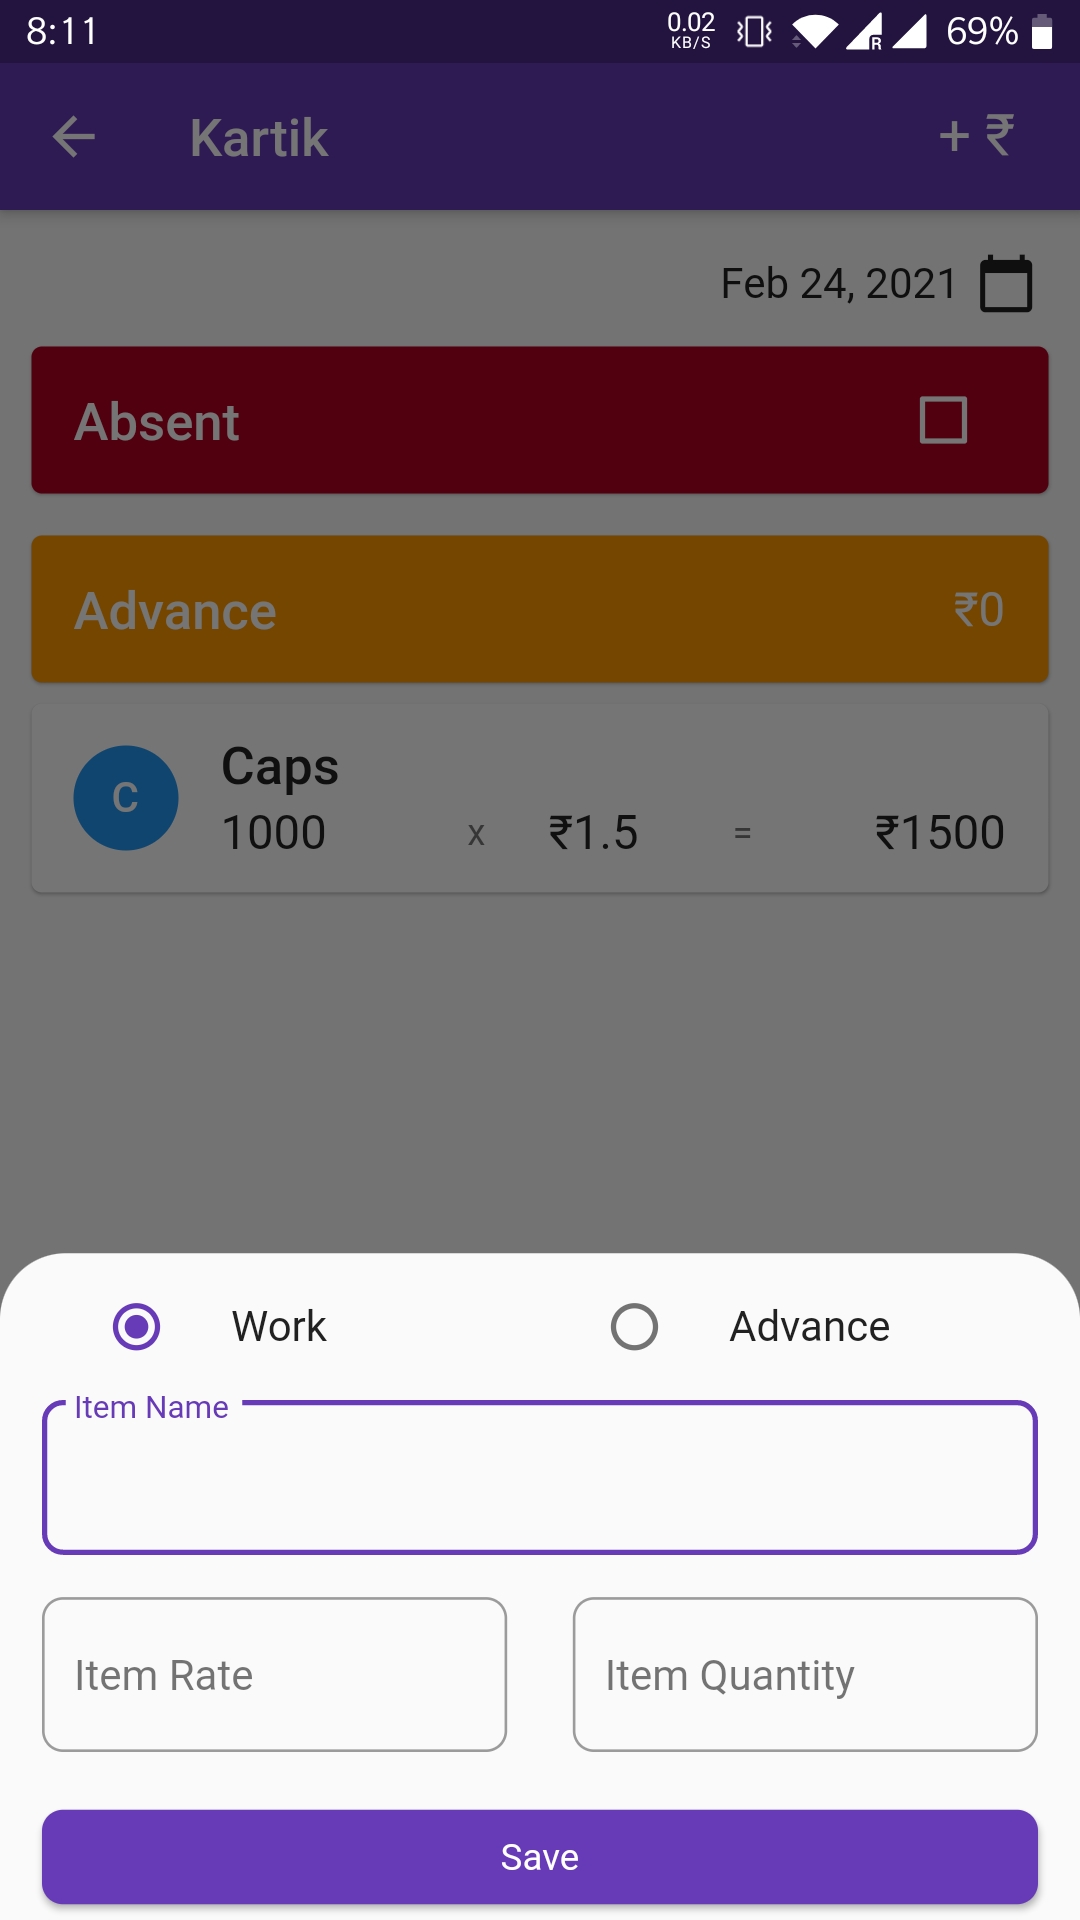 8:11 0.02 KB/S R 69%
Kartik + ₹
Feb 24, 2021
Absent
Advance ₹0
C Caps
1000 x ₹1.5 = ₹1500
Work Advance
Item Name
Item Rate Item Quantity
Save